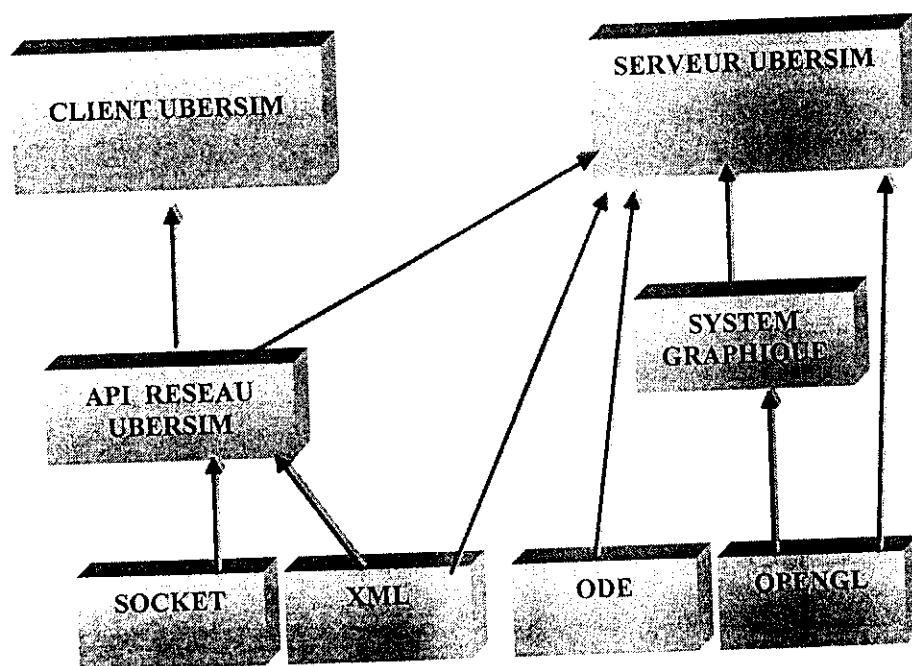 CLIENT UBERSIM
SERVEUR UBERSIM
SYSTEM
GRAPHIQUE
API RESEAU
UBERSIM
SOCKET
XML
ODE
OPENGL